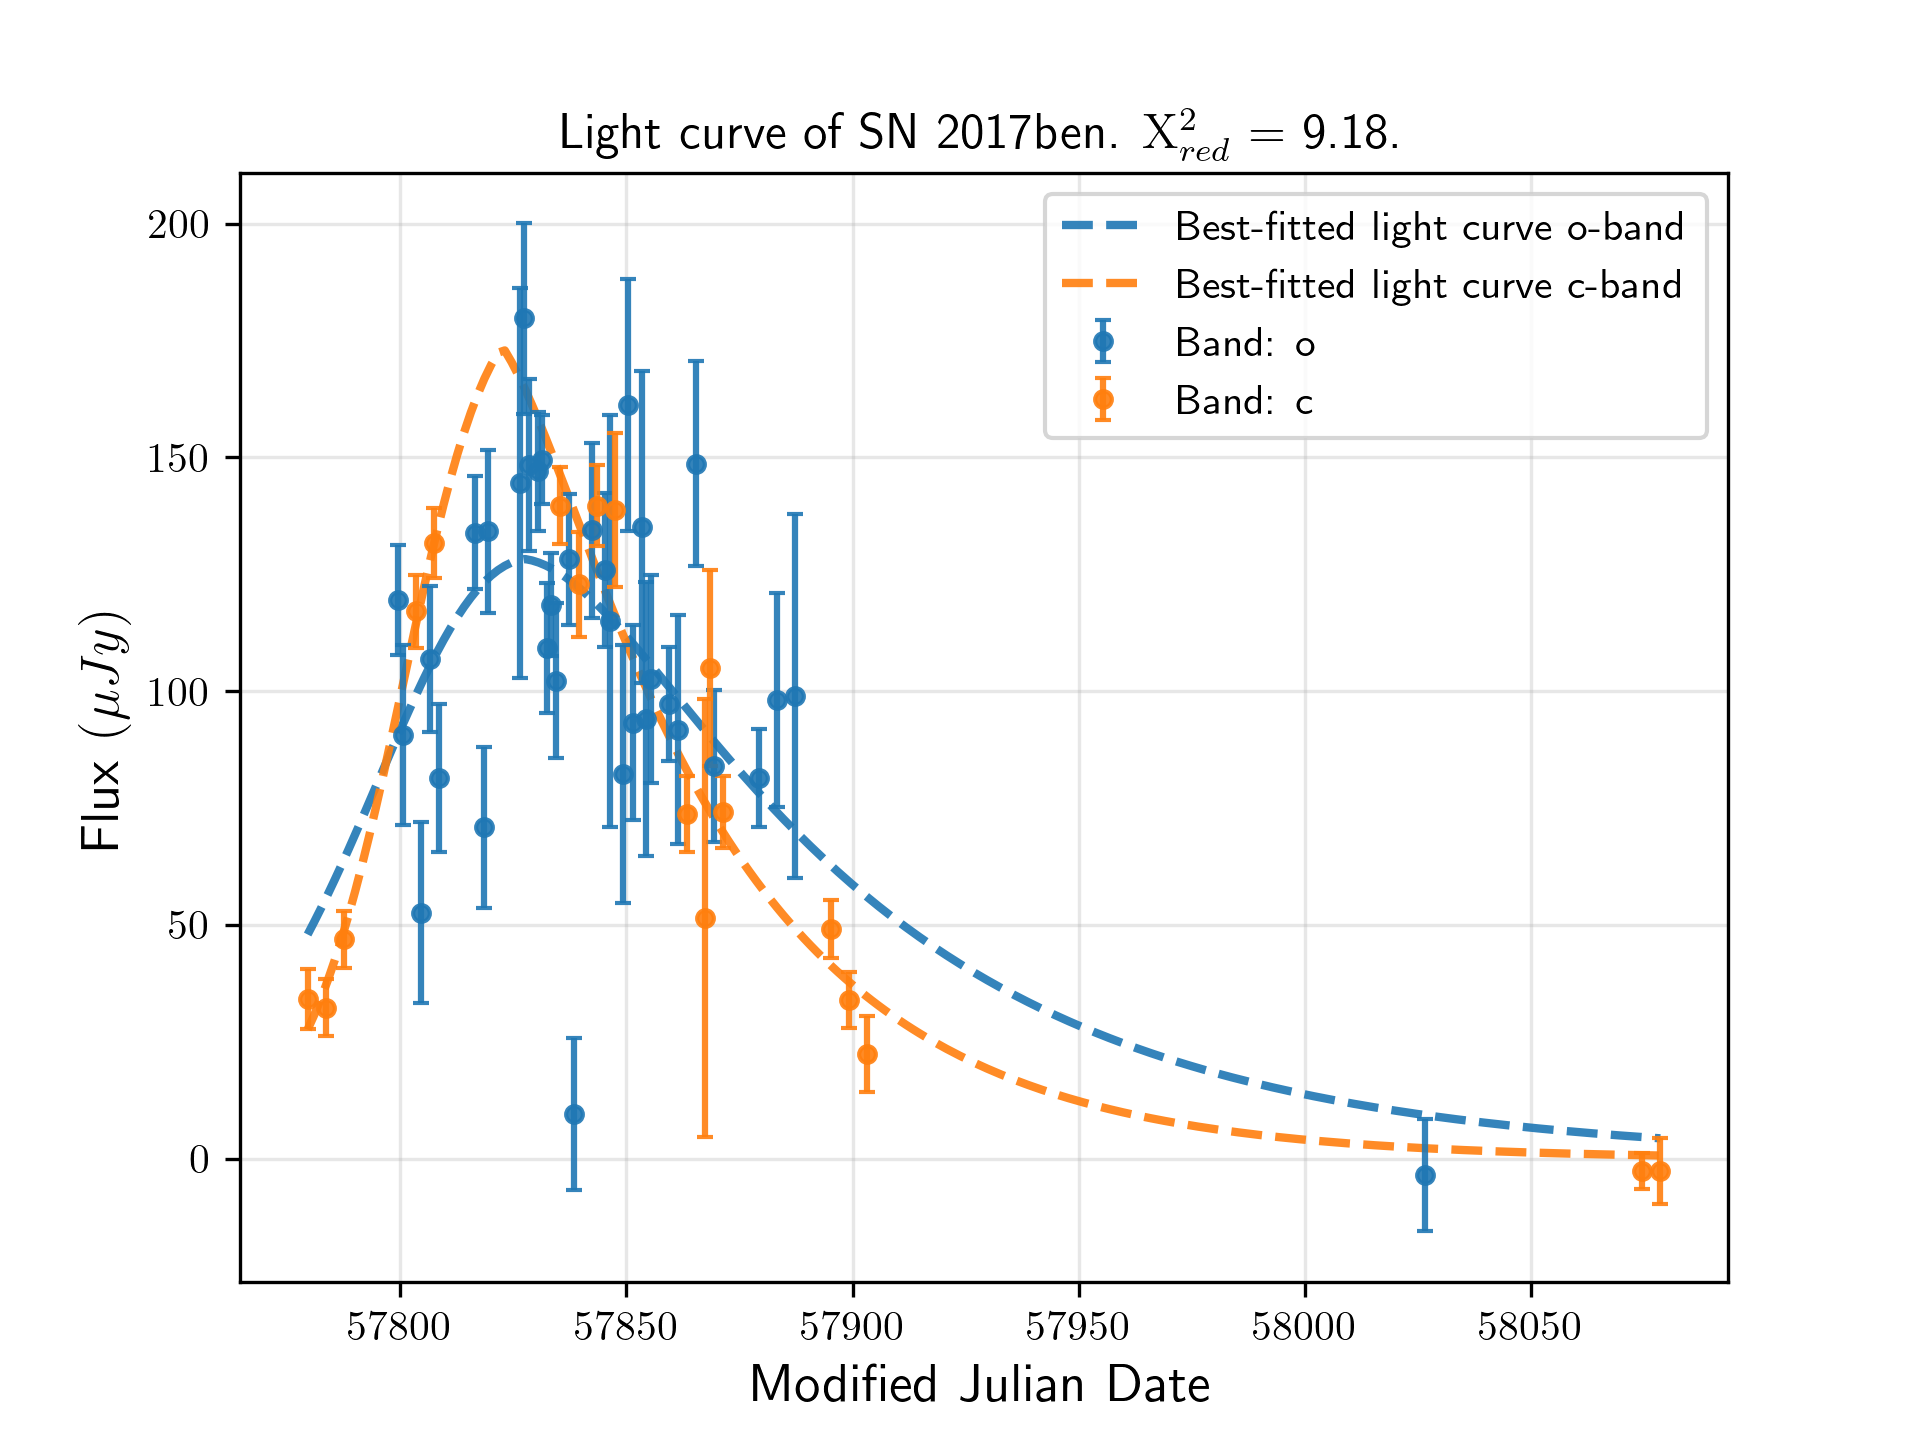 Light curve of SN 2017ben. X²_red = 9.18.
Best-fitted light curve o-band
Best-fitted light curve c-band
Band: o
Band: c
Flux (μJy)
200
150
100
50
0
57800 57850 57900 57950 58000 58050
Modified Julian Date